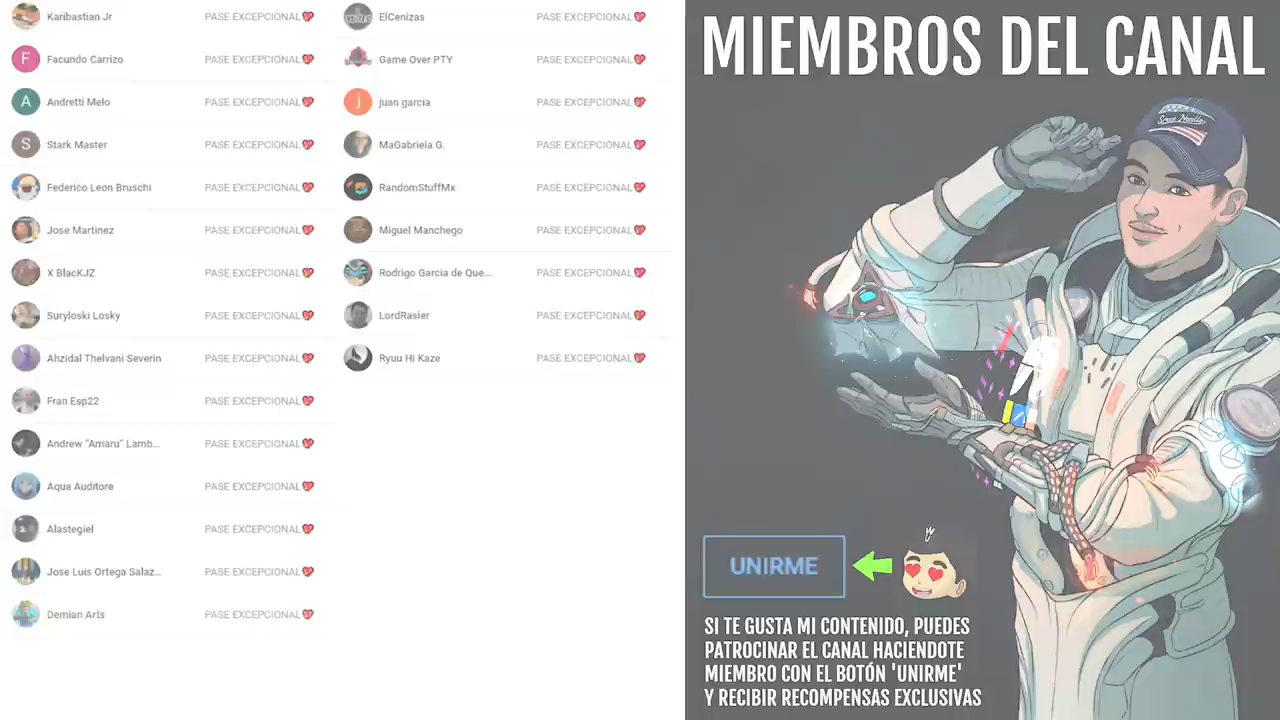 Karibastian Jr PASE EXCEPCIONAL
Facundo Carrizo PASE EXCEPCIONAL
Andretti Melo PASE EXCEPCIONAL
Stark Master PASE EXCEPCIONAL
Federico Leon Bruschi PASE EXCEPCIONAL
Jose Martinez PASE EXCEPCIONAL
X BlacKJZ PASE EXCEPCIONAL
Suryloski Losky PASE EXCEPCIONAL
Ahzidal Thelvani Severin PASE EXCEPCIONAL
Fran Esp22 PASE EXCEPCIONAL
Andrew "Amaru" Lamb... PASE EXCEPCIONAL
Aqua Auditore PASE EXCEPCIONAL
Alastegiel PASE EXCEPCIONAL
Jose Luis Ortega Salaz... PASE EXCEPCIONAL
Demian Arts PASE EXCEPCIONAL
ElCenizas PASE EXCEPCIONAL
Game Over PTY PASE EXCEPCIONAL
juan garcia PASE EXCEPCIONAL
MaGabriela G. PASE EXCEPCIONAL
RandomStuffMx PASE EXCEPCIONAL
Miguel Manchego PASE EXCEPCIONAL
Rodrigo Garcia de Que... PASE EXCEPCIONAL
LordRasier PASE EXCEPCIONAL
Ryuu Hi Kaze PASE EXCEPCIONAL
F
A
S
j
MIEMBROS DEL CANAL
Space Needle
UNIRME
SI TE GUSTA MI CONTENIDO, PUEDES
PATROCINAR EL CANAL HACIENDOTE
MIEMBRO CON EL BOTÓN 'UNIRME'
Y RECIBIR RECOMPENSAS EXCLUSIVAS